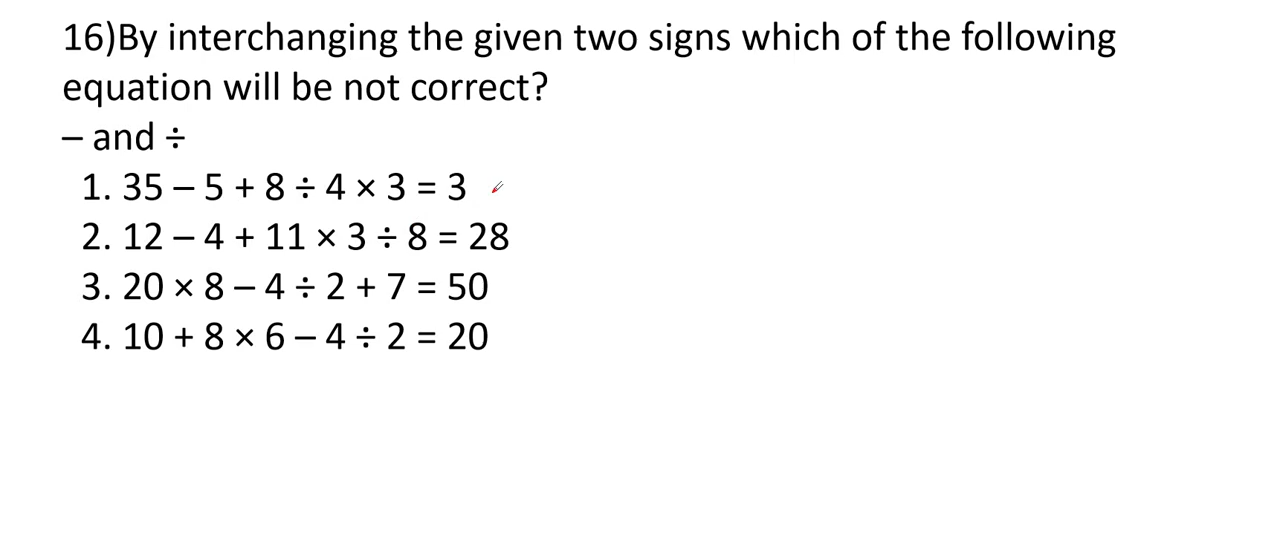 16)By interchanging the given two signs which of the following
equation will be not correct?
– and ÷
1. 35 – 5 + 8 ÷ 4 × 3 = 3
2. 12 – 4 + 11 × 3 ÷ 8 = 28
3. 20 × 8 – 4 ÷ 2 + 7 = 50
4. 10 + 8 × 6 – 4 ÷ 2 = 20